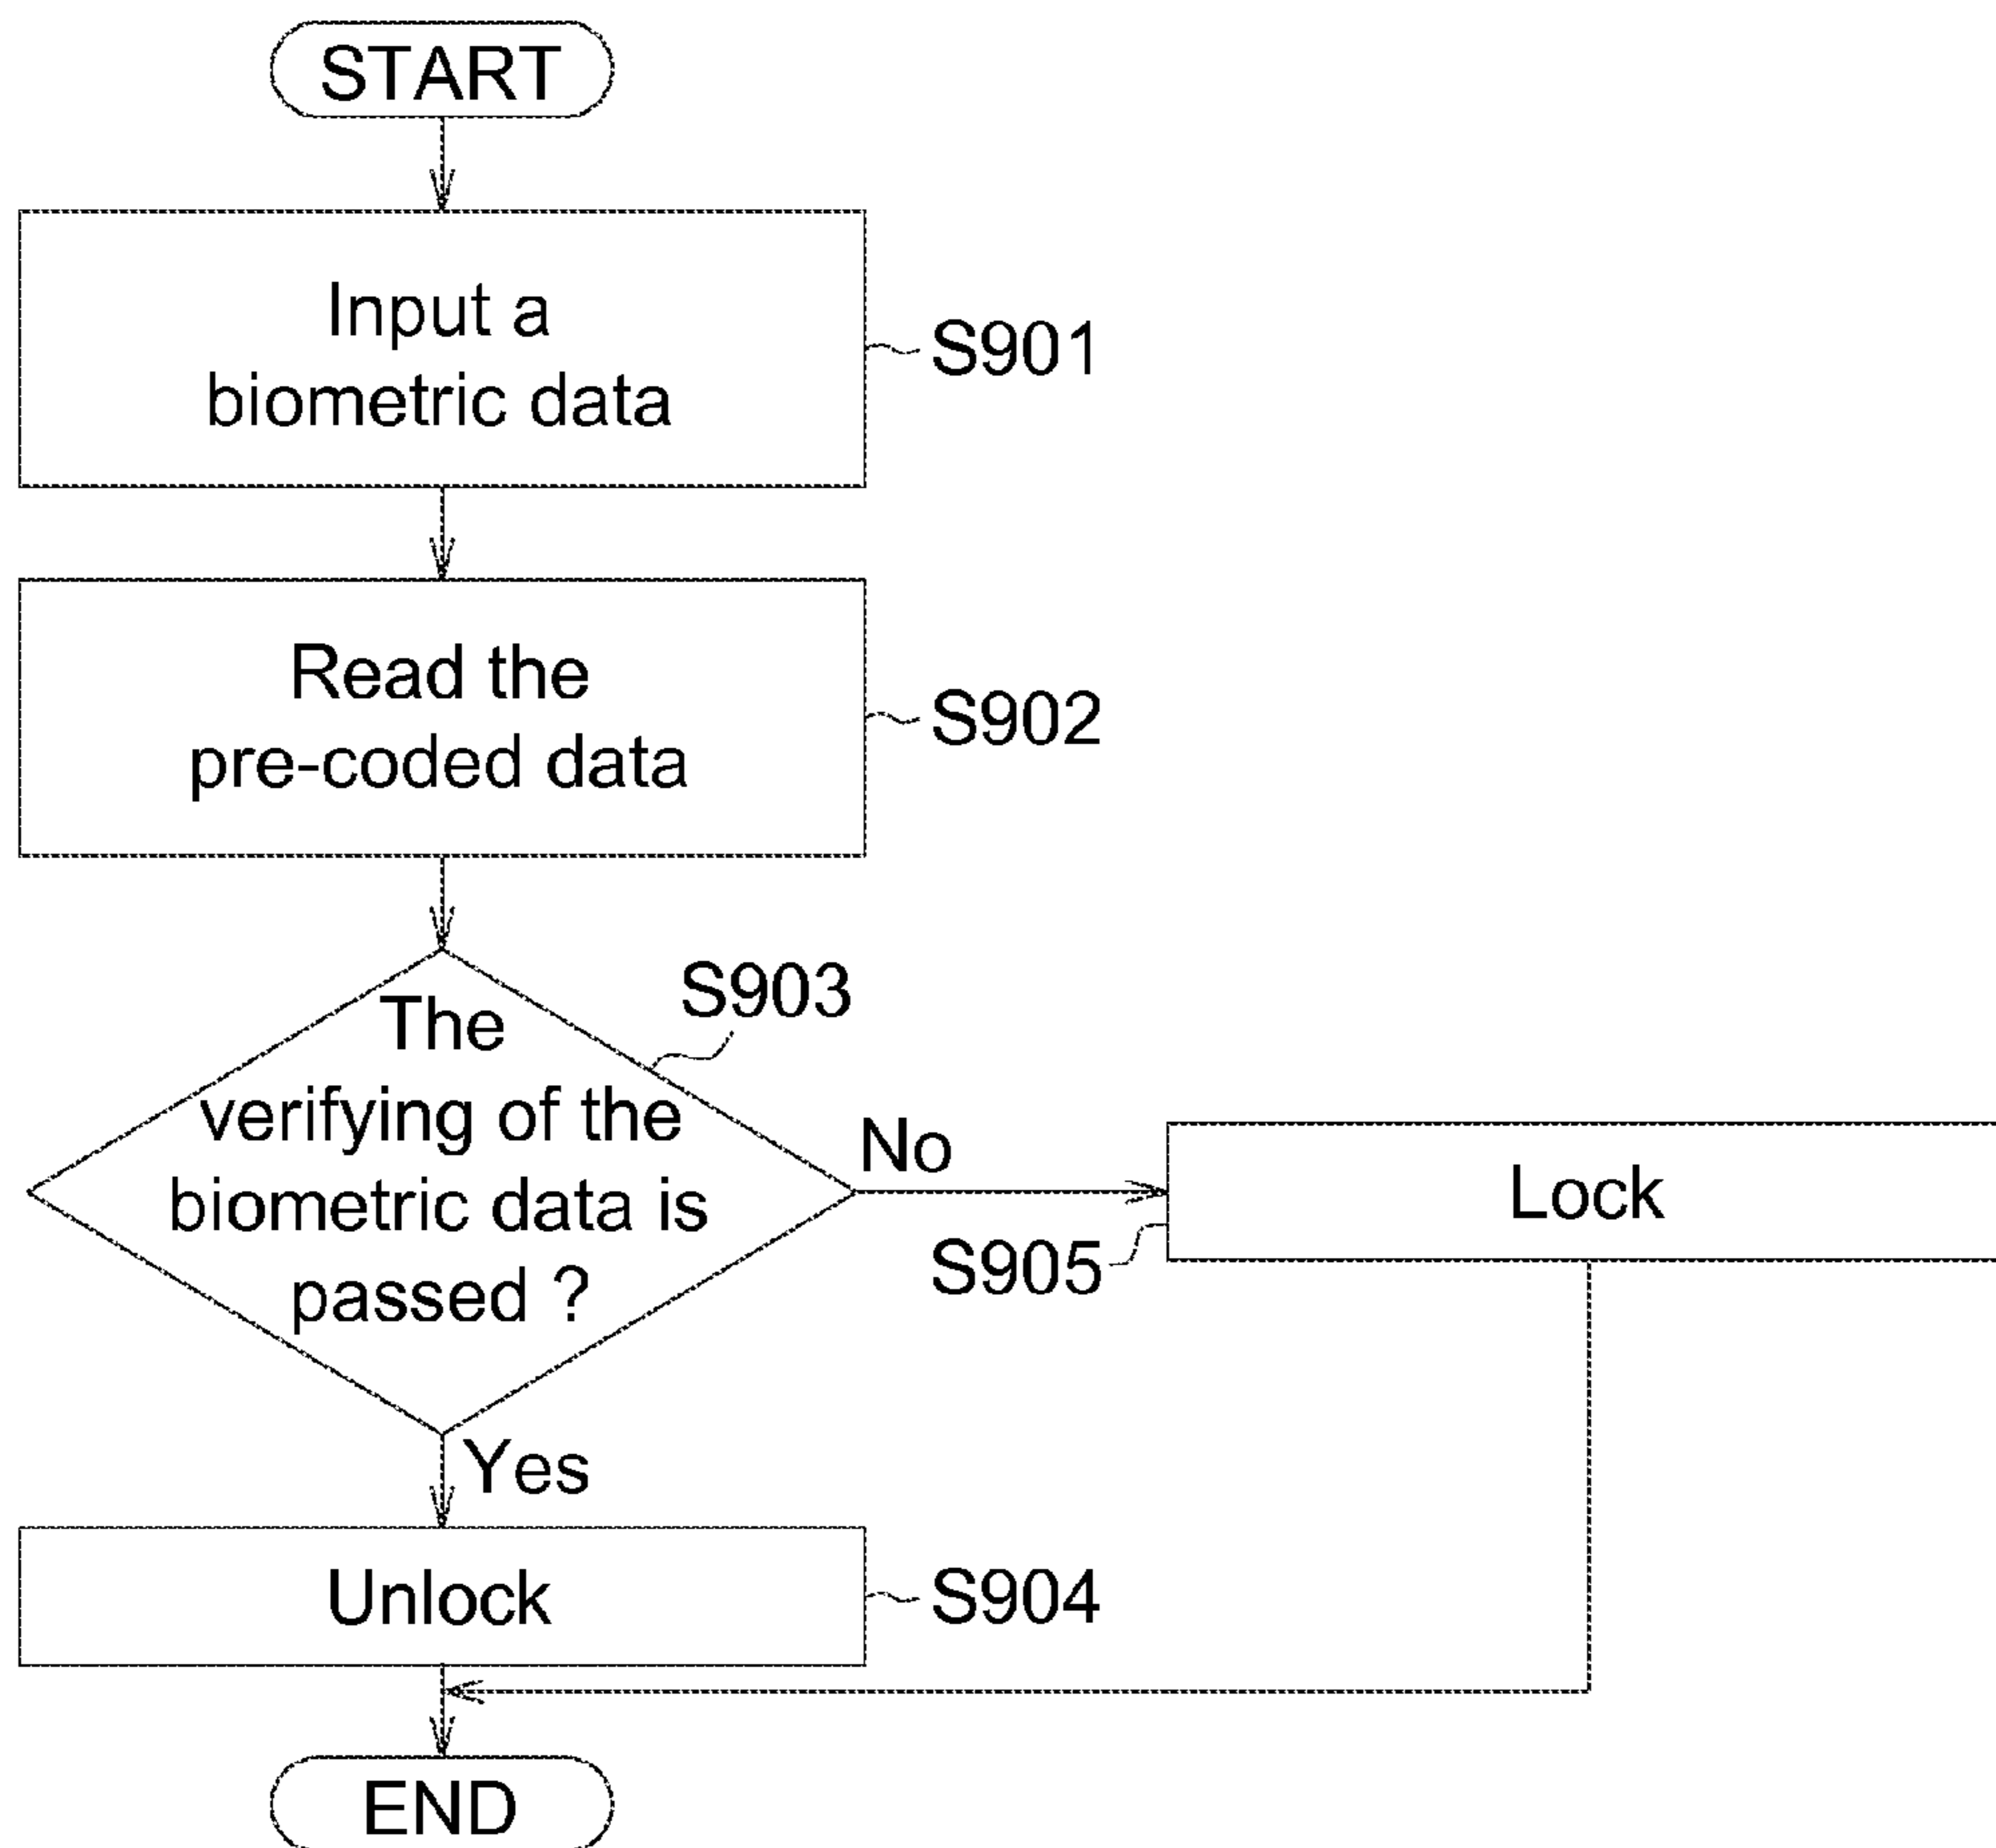 START
Input a
biometric data
S901
Read the
pre-coded data
S902
S903
The
verifying of the
biometric data is
passed ?
No
Lock
S905
Yes
Unlock
S904
END